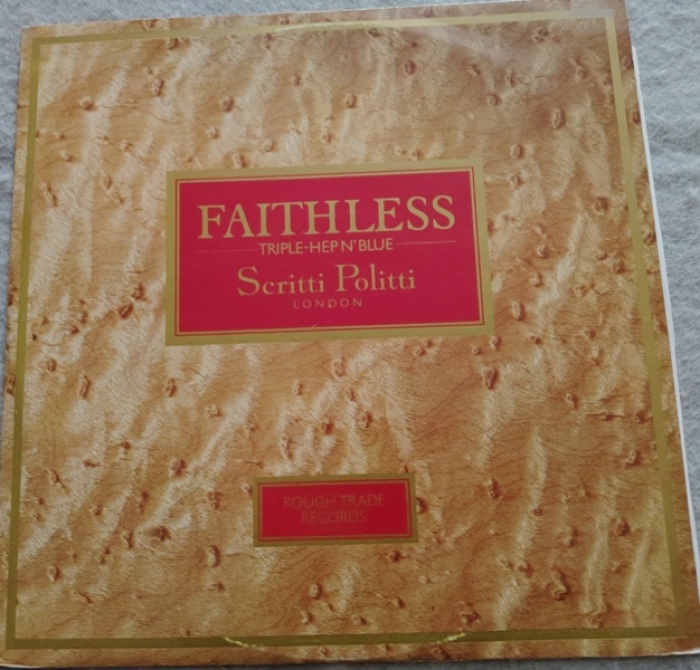 FAITHLESS
TRIPLE-HEP N' BLUE
Scritti Politti
LONDON
ROUGH TRADE
RECORDS